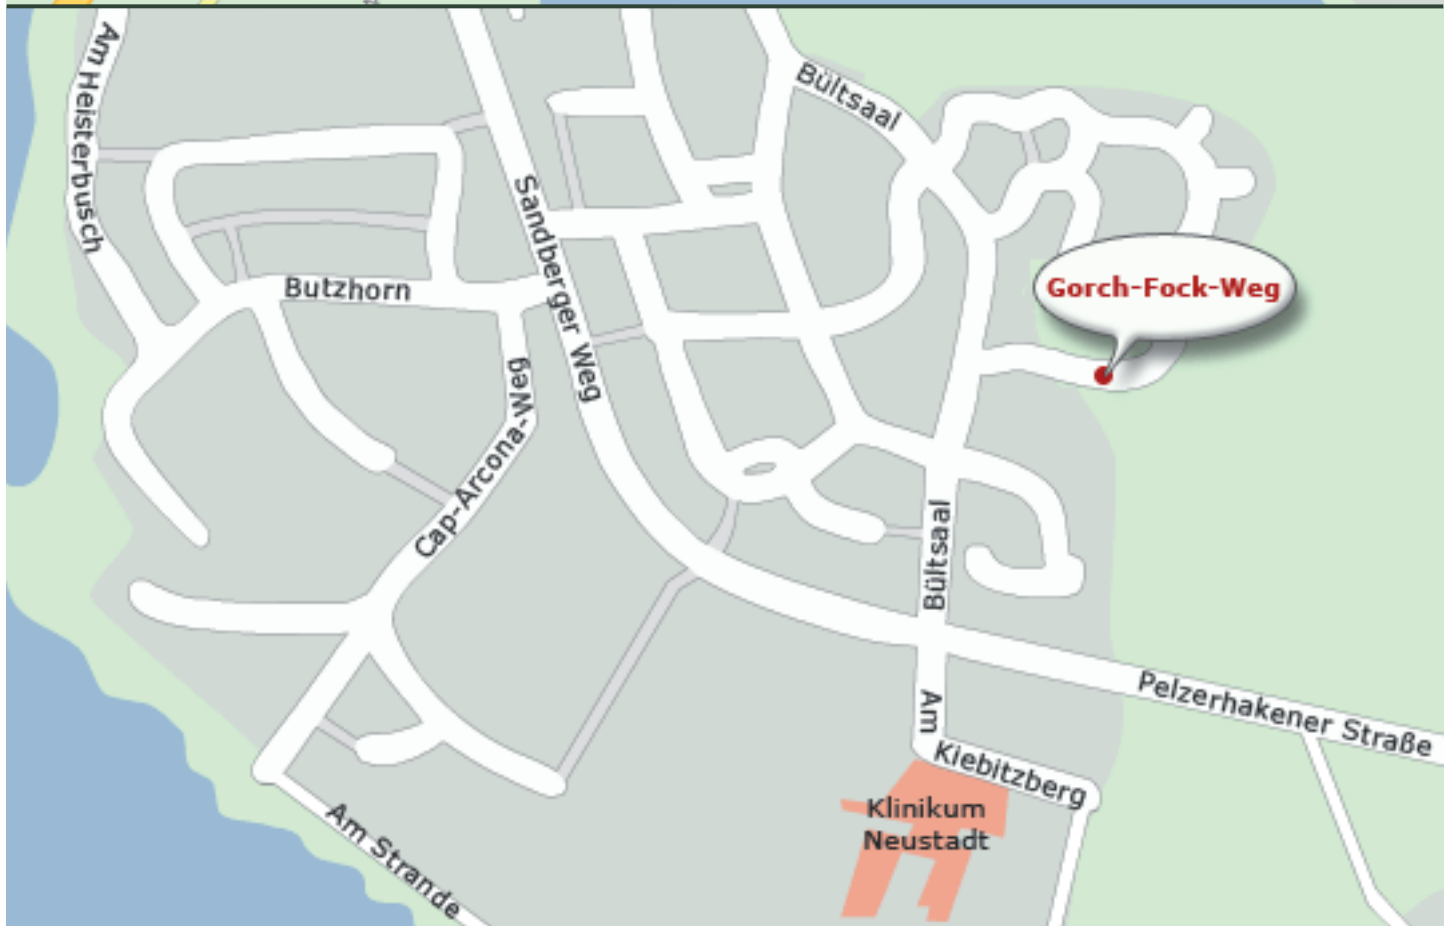 Am Heisterbusch
Bültsaal
Sandberger Weg
Butzhorn
Gorch-Fock-Weg
Cap-Arcona-Weg
Bültsaal
Pelzerhakener Straße
Am Kiebitzberg
Klinikum
Neustadt
Am Strande